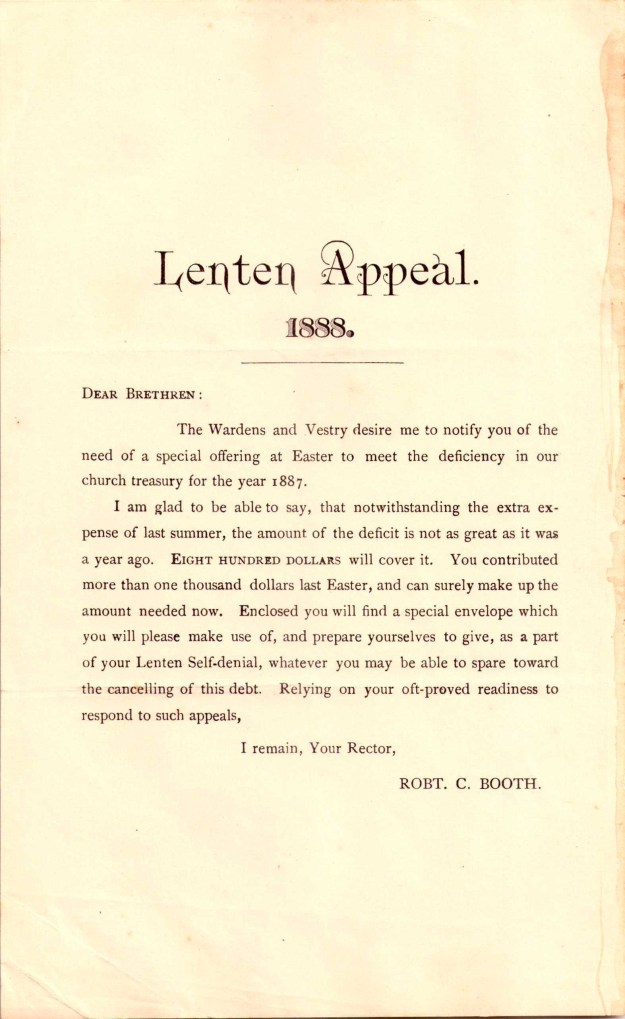 Lenten Appeal.
1888.
DEAR BRETHREN:
The Wardens and Vestry desire me to notify you of the
need of a special offering at Easter to meet the deficiency in our
church treasury for the year 1887.
I am glad to be able to say, that notwithstanding the extra ex-
pense of last summer, the amount of the deficit is not as great as it was
a year ago. EIGHT HUNDRED DOLLARS will cover it. You contributed
more than one thousand dollars last Easter, and can surely make up the
amount needed now. Enclosed you will find a special envelope which
you will please make use of, and prepare yourselves to give, as a part
of your Lenten Self-denial, whatever you may be able to spare toward
the cancelling of this debt. Relying on your oft-proved readiness to
respond to such appeals,
I remain, Your Rector,
ROBT. C. BOOTH.